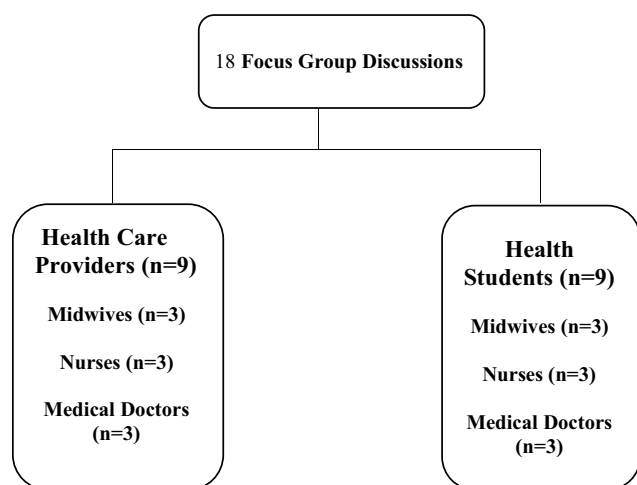 18 Focus Group Discussions
Health Care
Providers (n=9)
Midwives (n=3)
Nurses (n=3)
Medical Doctors
(n=3)
Health
Students (n=9)
Midwives (n=3)
Nurses (n=3)
Medical Doctors
(n=3)